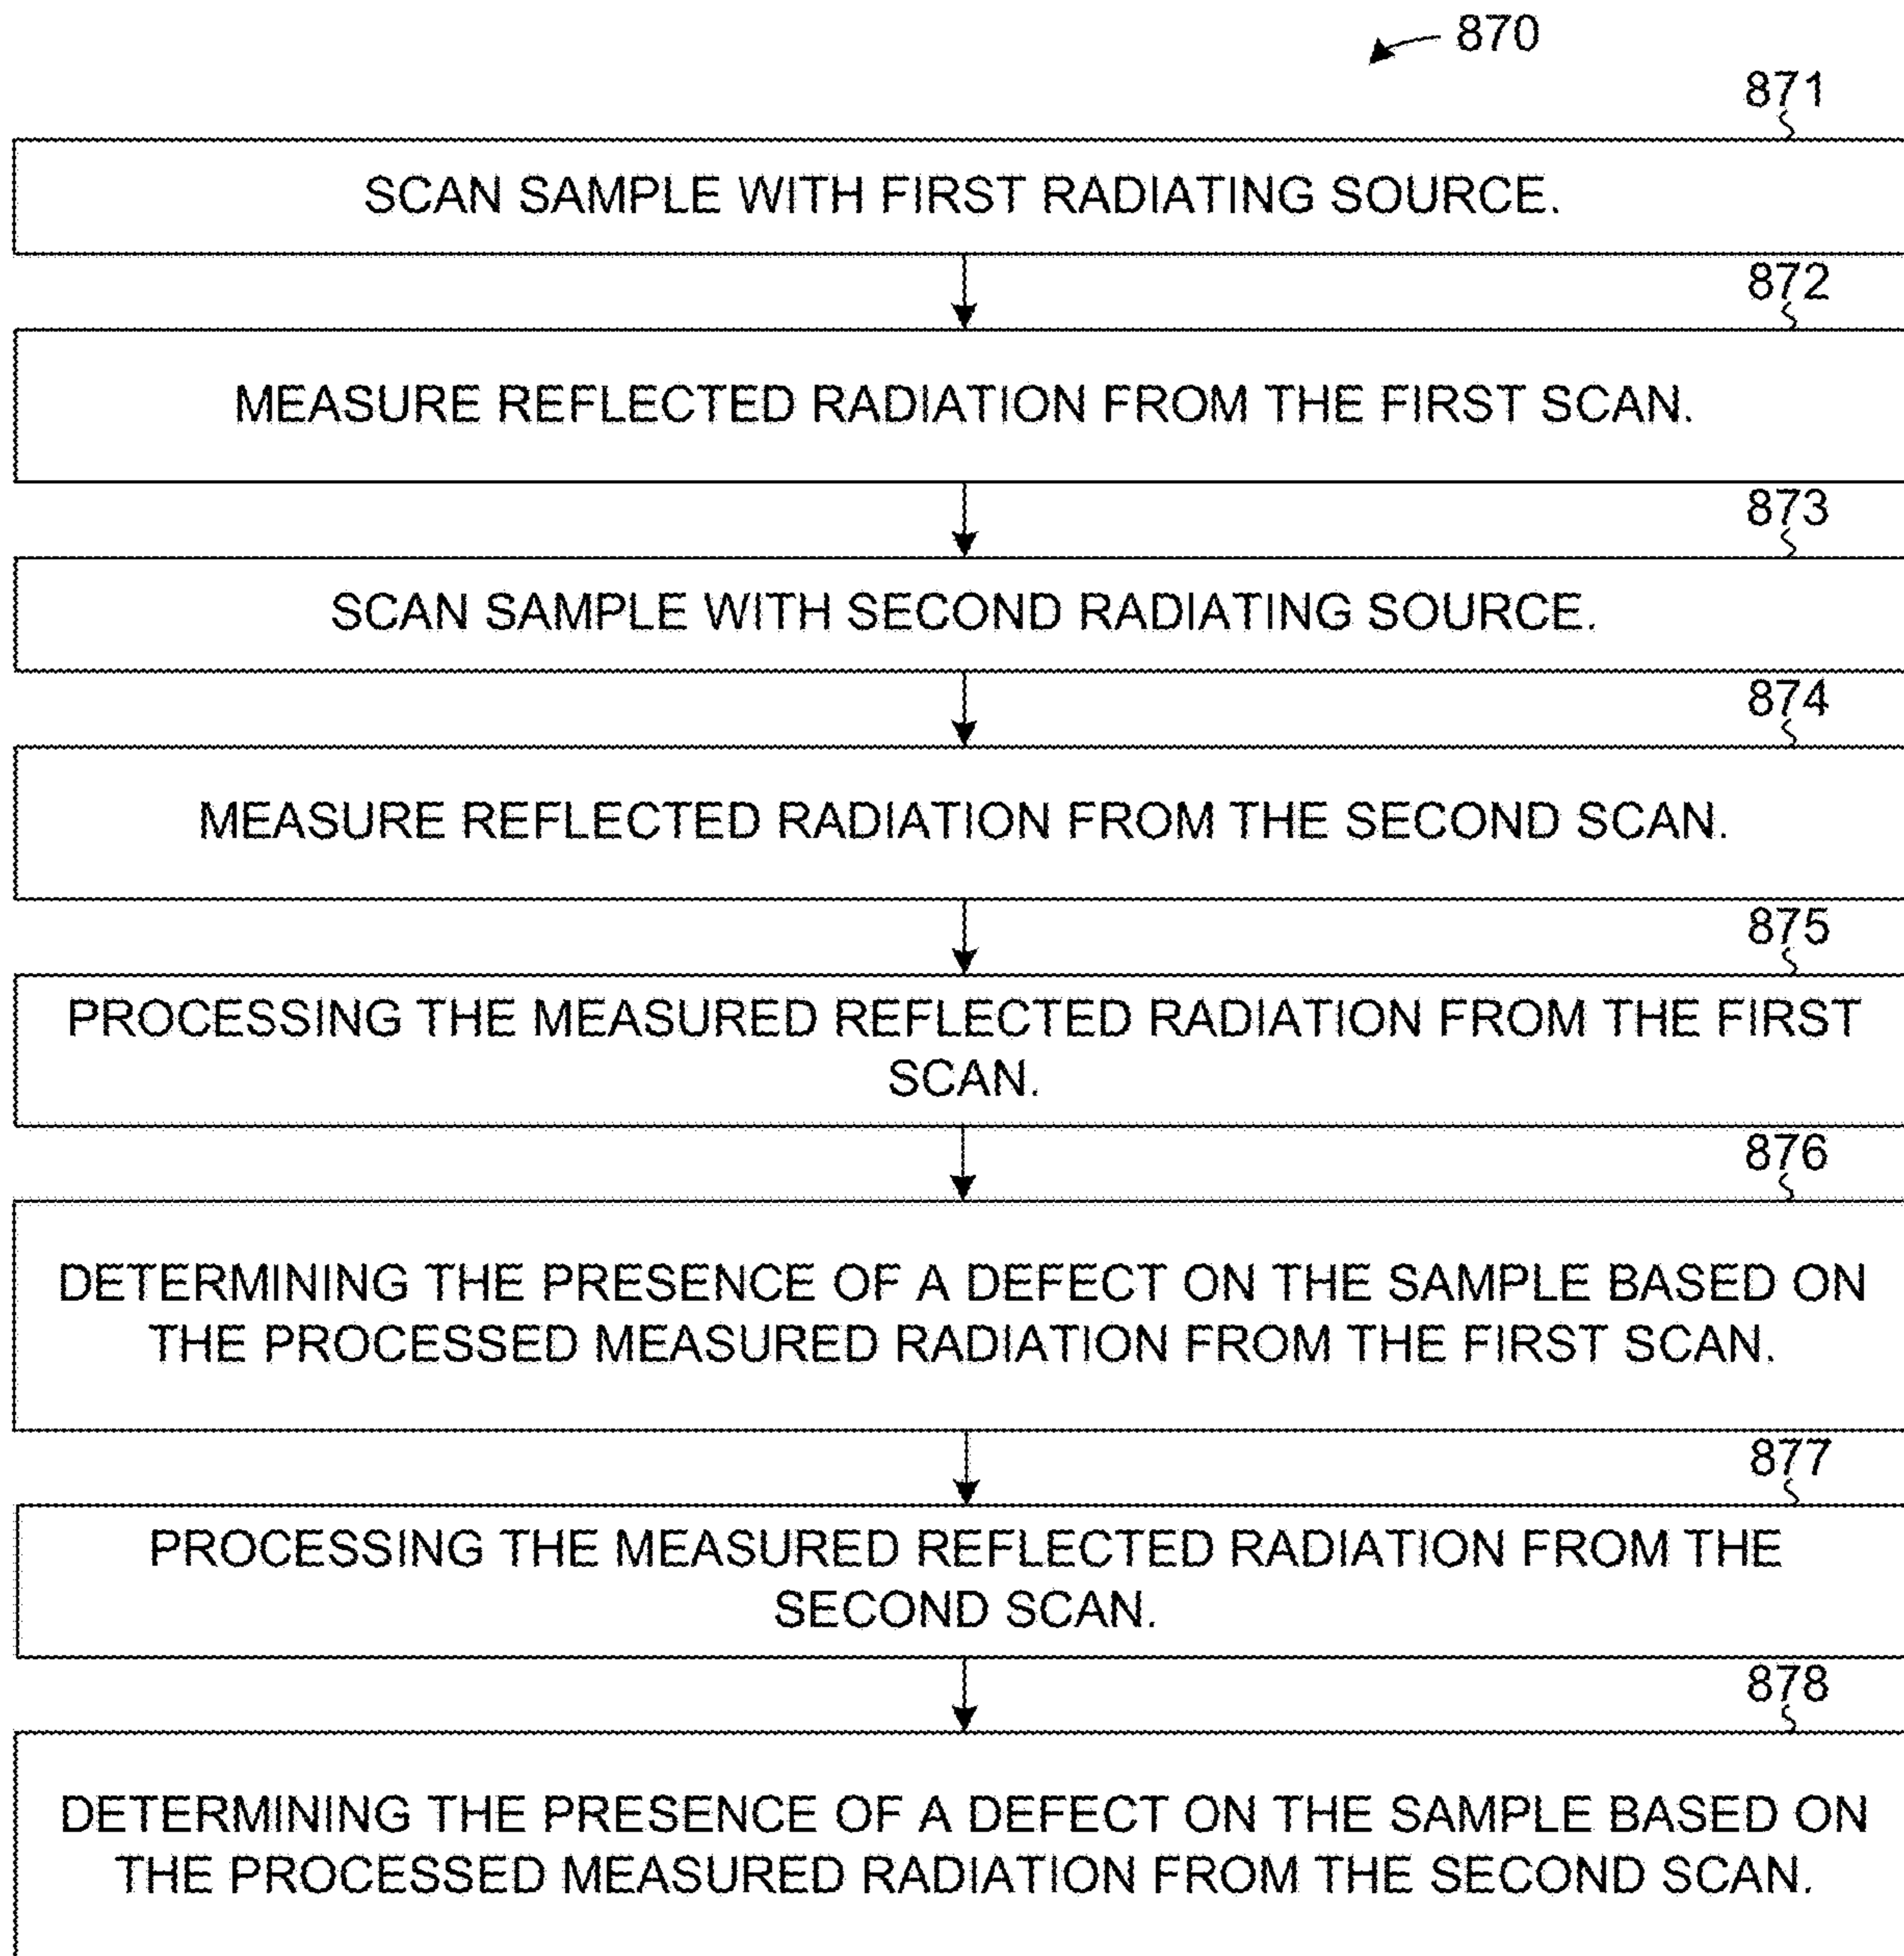 870
871
SCAN SAMPLE WITH FIRST RADIATING SOURCE.
872
MEASURE REFLECTED RADIATION FROM THE FIRST SCAN.
873
SCAN SAMPLE WITH SECOND RADIATING SOURCE.
874
MEASURE REFLECTED RADIATION FROM THE SECOND SCAN.
875
PROCESSING THE MEASURED REFLECTED RADIATION FROM THE FIRST
SCAN.
876
DETERMINING THE PRESENCE OF A DEFECT ON THE SAMPLE BASED ON
THE PROCESSED MEASURED RADIATION FROM THE FIRST SCAN.
877
PROCESSING THE MEASURED REFLECTED RADIATION FROM THE
SECOND SCAN.
878
DETERMINING THE PRESENCE OF A DEFECT ON THE SAMPLE BASED ON
THE PROCESSED MEASURED RADIATION FROM THE SECOND SCAN.